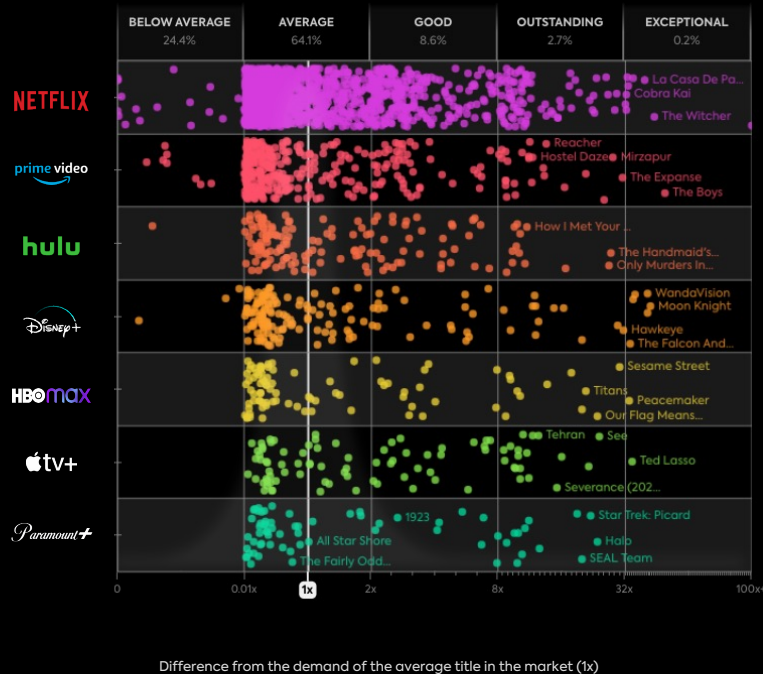 BELOW AVERAGE AVERAGE GOOD OUTSTANDING EXCEPTIONAL
24.4% 64.1% 8.6% 2.7% 0.2%
NETFLIX
La Casa De Pa...
Cobra Kai
The Witcher
prime video
Reacher
Hostel Daze Mirzapur
The Expanse
The Boys
hulu
How I Met Your ...
The Handmaid's...
Only Murders In...
Disney+
WandaVision
Moon Knight
Hawkeye
The Falcon And...
HBOmax
Sesame Street
Titans
Peacemaker
Our Flag Means...
tv+
Tehran See
Ted Lasso
Severance (202...
Paramount+
1923 Star Trek: Picard
All Star Shore Halo
The Fairly Odd... SEAL Team
0 0.01x 1x 2x 8x 32x 100x+
Difference from the demand of the average title in the market (1x)